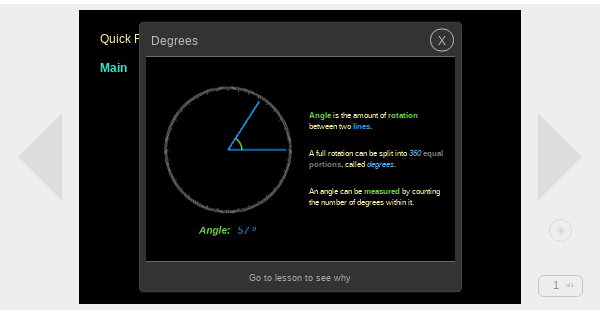 Quick F
Degrees
X
Main
Angle is the amount of rotation
between two lines.
A full rotation can be split into 360 equal
portions, called degrees.
An angle can be measured by counting
the number of degrees within it.
Angle: 57 º
Go to lesson to see why
1